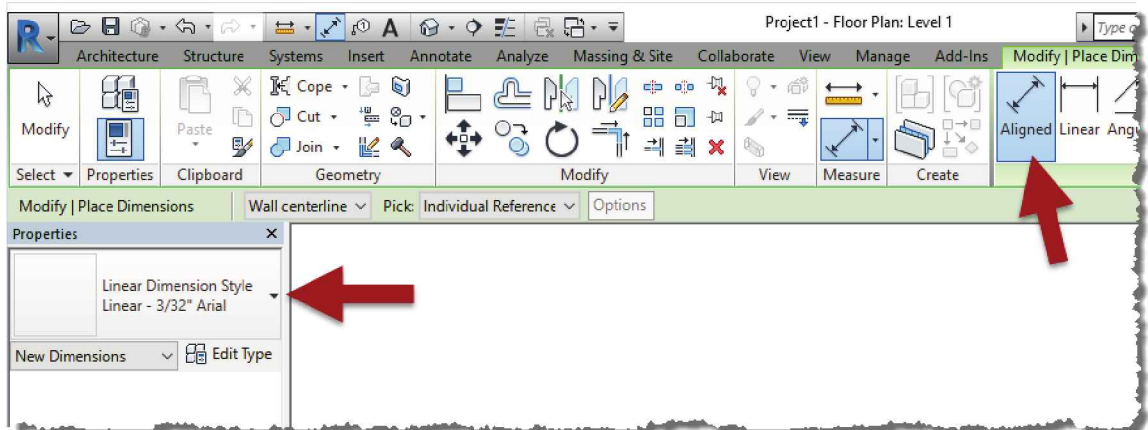 R
A
Project1 - Floor Plan: Level 1
Type
Architecture Structure Systems Insert Annotate Analyze Massing & Site Collaborate View Manage Add-Ins Modify | Place Dim
Cope
Cut
Join
Modify
Paste
Aligned Linear Ang
Select Properties Clipboard Geometry Modify View Measure Create
Modify | Place Dimensions Wall centerline Pick: Individual Reference Options
Properties
Linear Dimension Style
Linear - 3/32" Arial
New Dimensions Edit Type